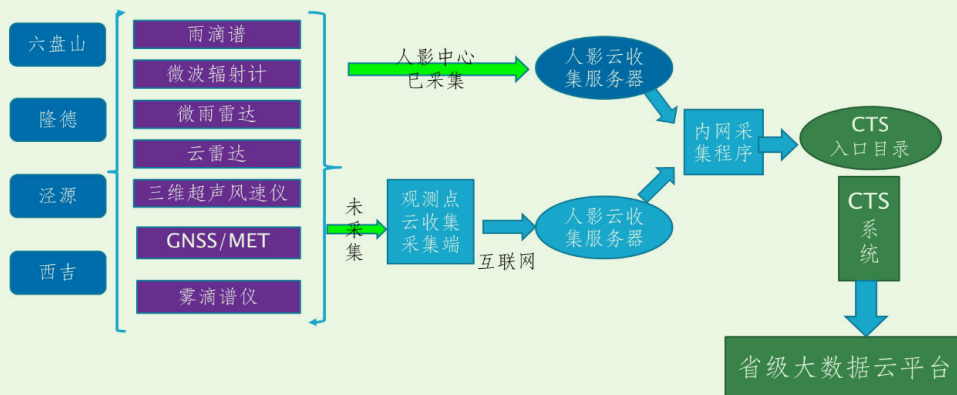 六盘山
隆德
泾源
西吉
雨滴谱
微波辐射计
微雨雷达
云雷达
三维超声风速仪
GNSS/MET
雾滴谱仪
人影中心
已采集
人影云收
集服务器
未
采
集
观测点
云收集
采集端
互联网
人影云收
集服务器
内网采
集程序
CTS
入口目录
CTS
系
统
省级大数据云平台